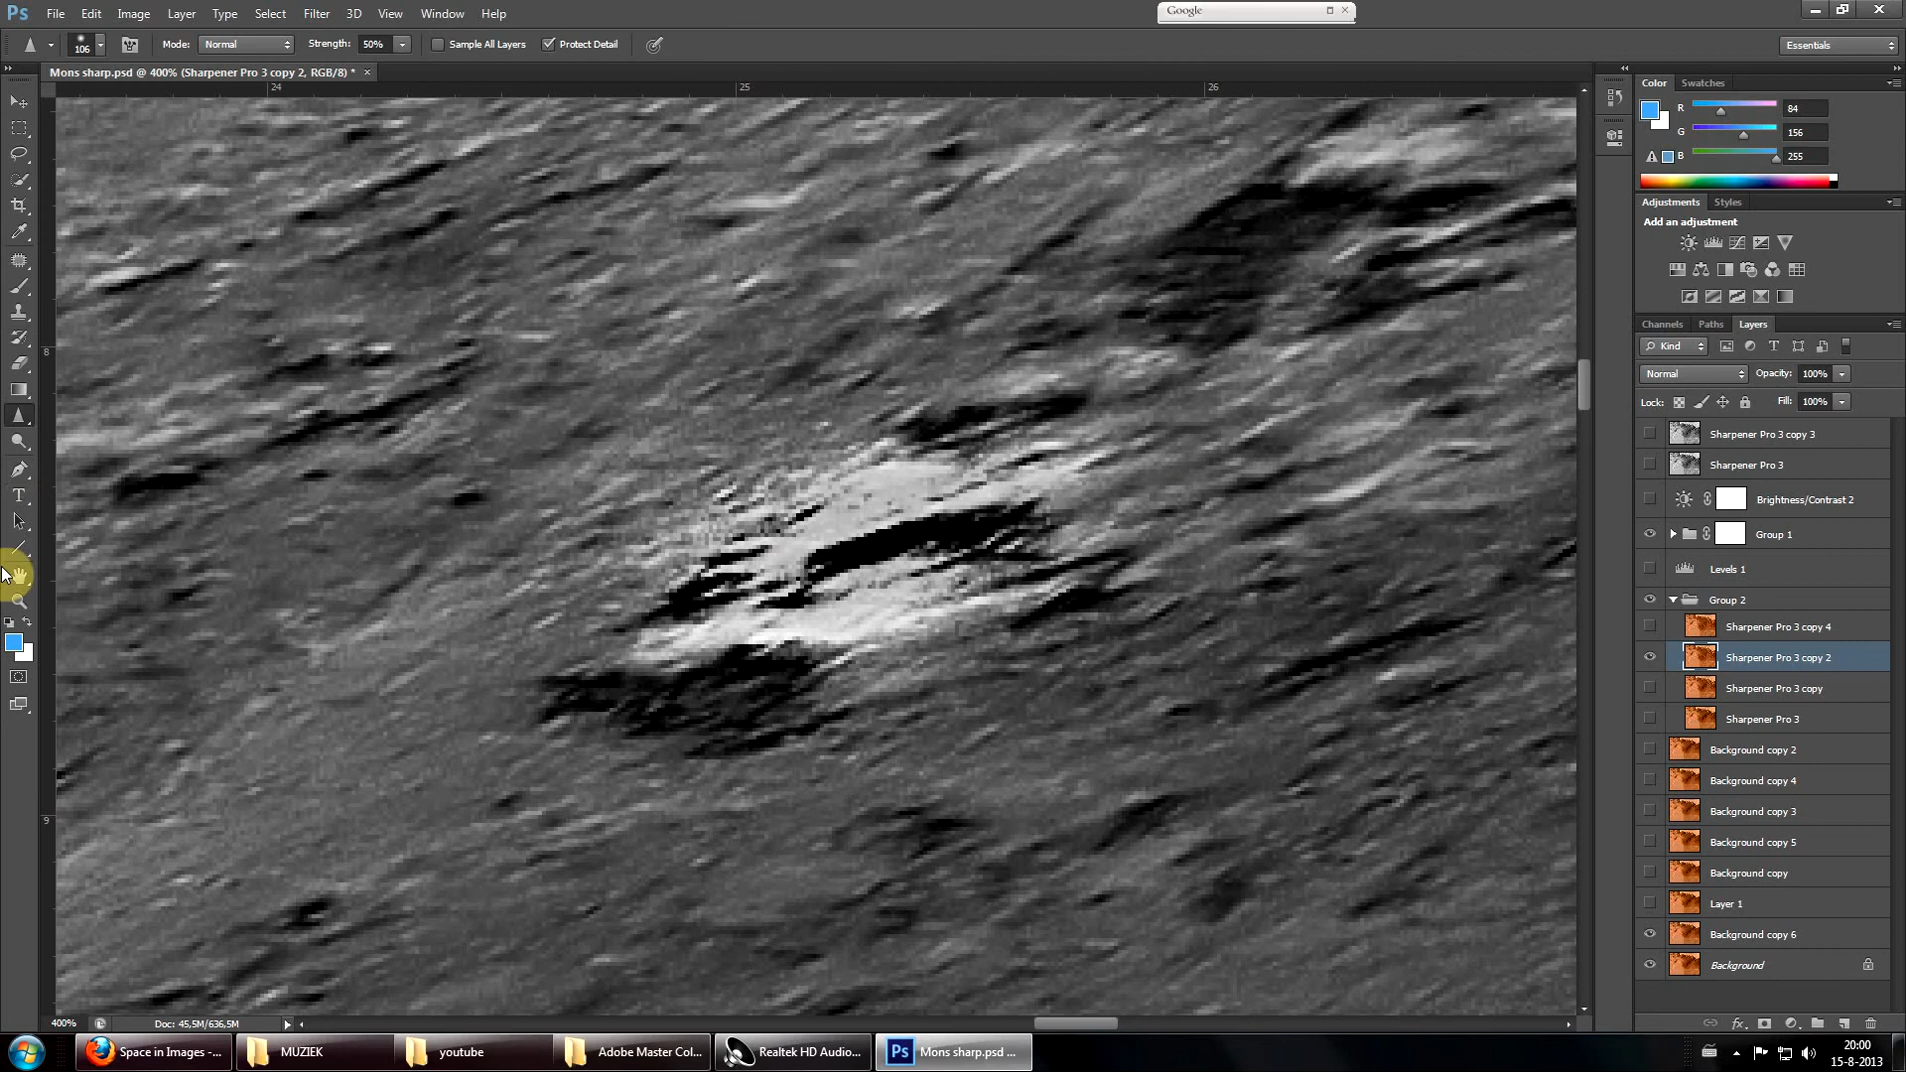 Ps File Edit Image Layer Type Select Filter 3D View Window Help
Google
106 Mode: Normal Strength: 50% Sample All Layers Protect Detail Essentials
Mons sharp.psd @ 400% (Sharpener Pro 3 copy 2, RGB/8) *
24 25 26
8
9
Color Swatches
R 84
G 156
B 255
Adjustments Styles
Add an adjustment
Channels Paths Layers
Kind
Normal Opacity: 100%
Lock: Fill: 100%
Sharpener Pro 3 copy 3
Sharpener Pro 3
Brightness/Contrast 2
Group 1
Levels 1
Group 2
Sharpener Pro 3 copy 4
Sharpener Pro 3 copy 2
Sharpener Pro 3 copy
Sharpener Pro 3
Background copy 2
Background copy 4
Background copy 3
Background copy 5
Background copy
Layer 1
Background copy 6
Background
400% Doc: 45,5M/636,5M
Space in Images -... MUZIEK youtube Adobe Master Col... Realtek HD Audio... Ps Mons sharp.psd ...
20:00
15-8-2013